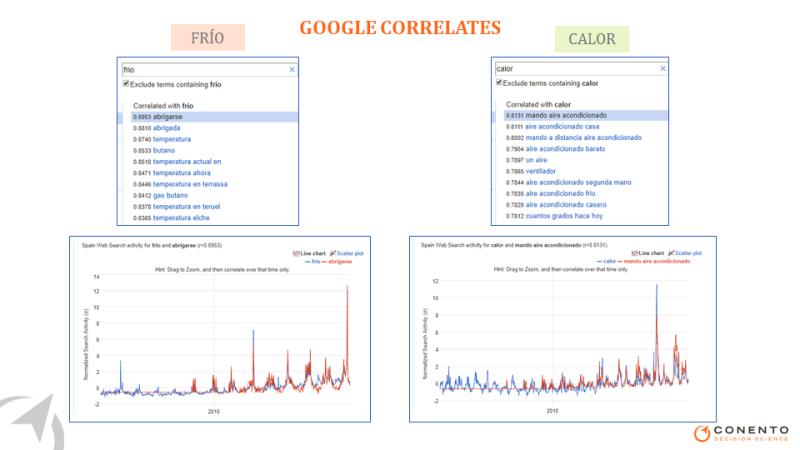 GOOGLE CORRELATES
FRÍO
frio
Exclude terms containing frio
Correlated with frio
0.8953 abrigarse
0.8810 abrigada
0.8740 temperatura
0.8533 butano
0.8518 temperatura actual en
0.8471 temperatura ahora
0.8446 temperatura en terrassa
0.8412 gas butano
0.8378 temperatura en teruel
0.8365 temperatura elche
CALOR
calor
Exclude terms containing calor
Correlated with calor
0.8131 mando aire acondicionado
0.8111 aire acondicionado casa
0.8002 mando a distancia aire acondicionado
0.7904 aire acondicionado barato
0.7897 un aire
0.7865 ventilador
0.7844 aire acondicionado segunda mano
0.7835 aire acondicionado frio
0.7820 aire acondicionado casero
0.7812 cuantos grados hace hoy
Spain Web Search activity for frio and abrigarse (r=0.8953)
Line chart Scatter plot
frio abrigarse
Hint: Drag to Zoom, and then correlate over that time only.
Normalized Search Activity (σ)
14
12
10
8
6
4
2
0
-2
2010
Spain Web Search activity for calor and mando aire acondicionado (r=0.8131)
Line chart Scatter plot
calor mando aire acondicionado
Hint: Drag to Zoom, and then correlate over that time only.
Normalized Search Activity (σ)
12
10
8
6
4
2
0
-2
2010
CONENTO
DECISION SCIENCE